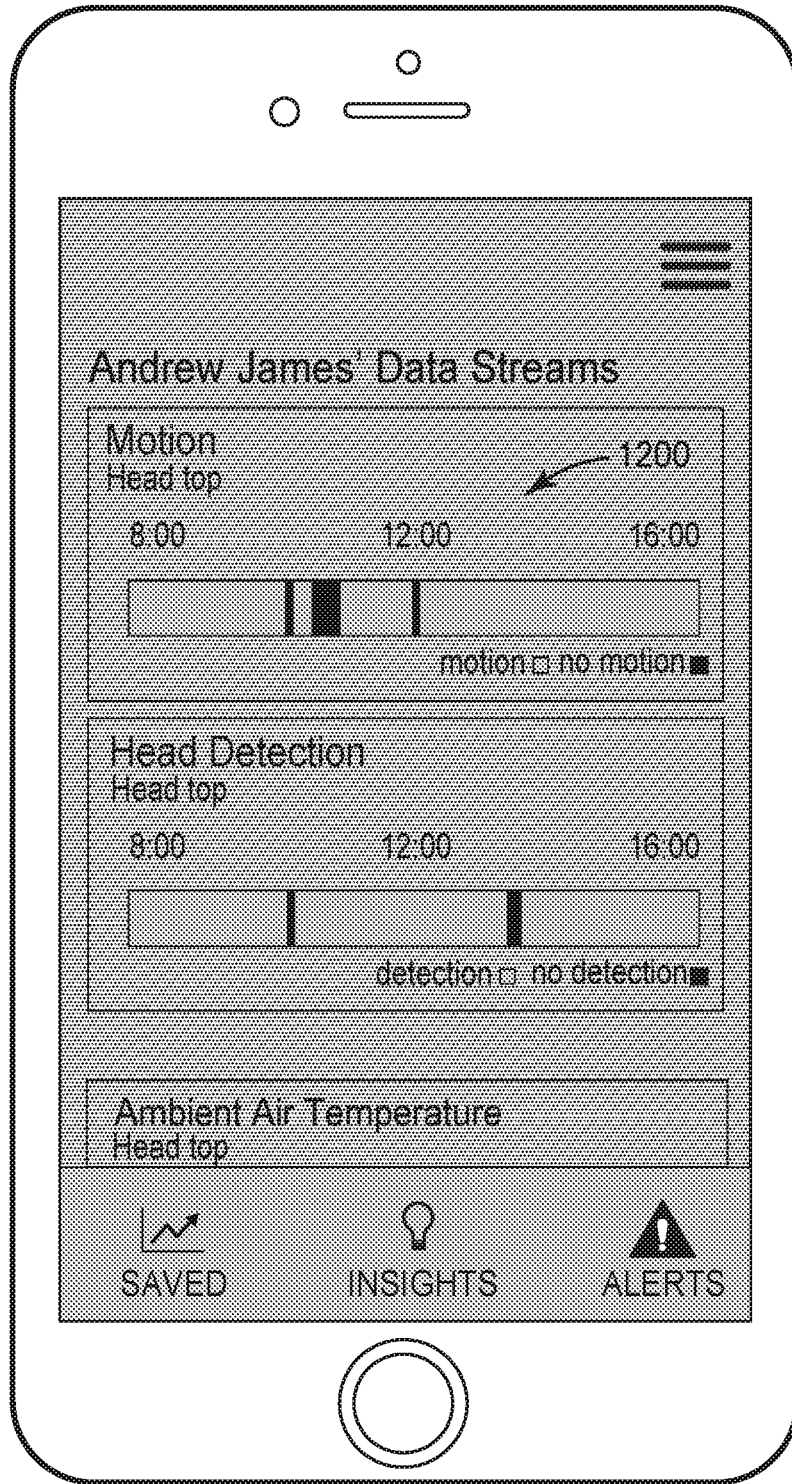 Andrew James' Data Streams
Motion
1200
Head top
8:00 12:00 16:00
motion no motion
Head Detection
Head top
8:00 12:00 16:00
detection no detection
Ambient Air Temperature
Head top
SAVED INSIGHTS ALERTS